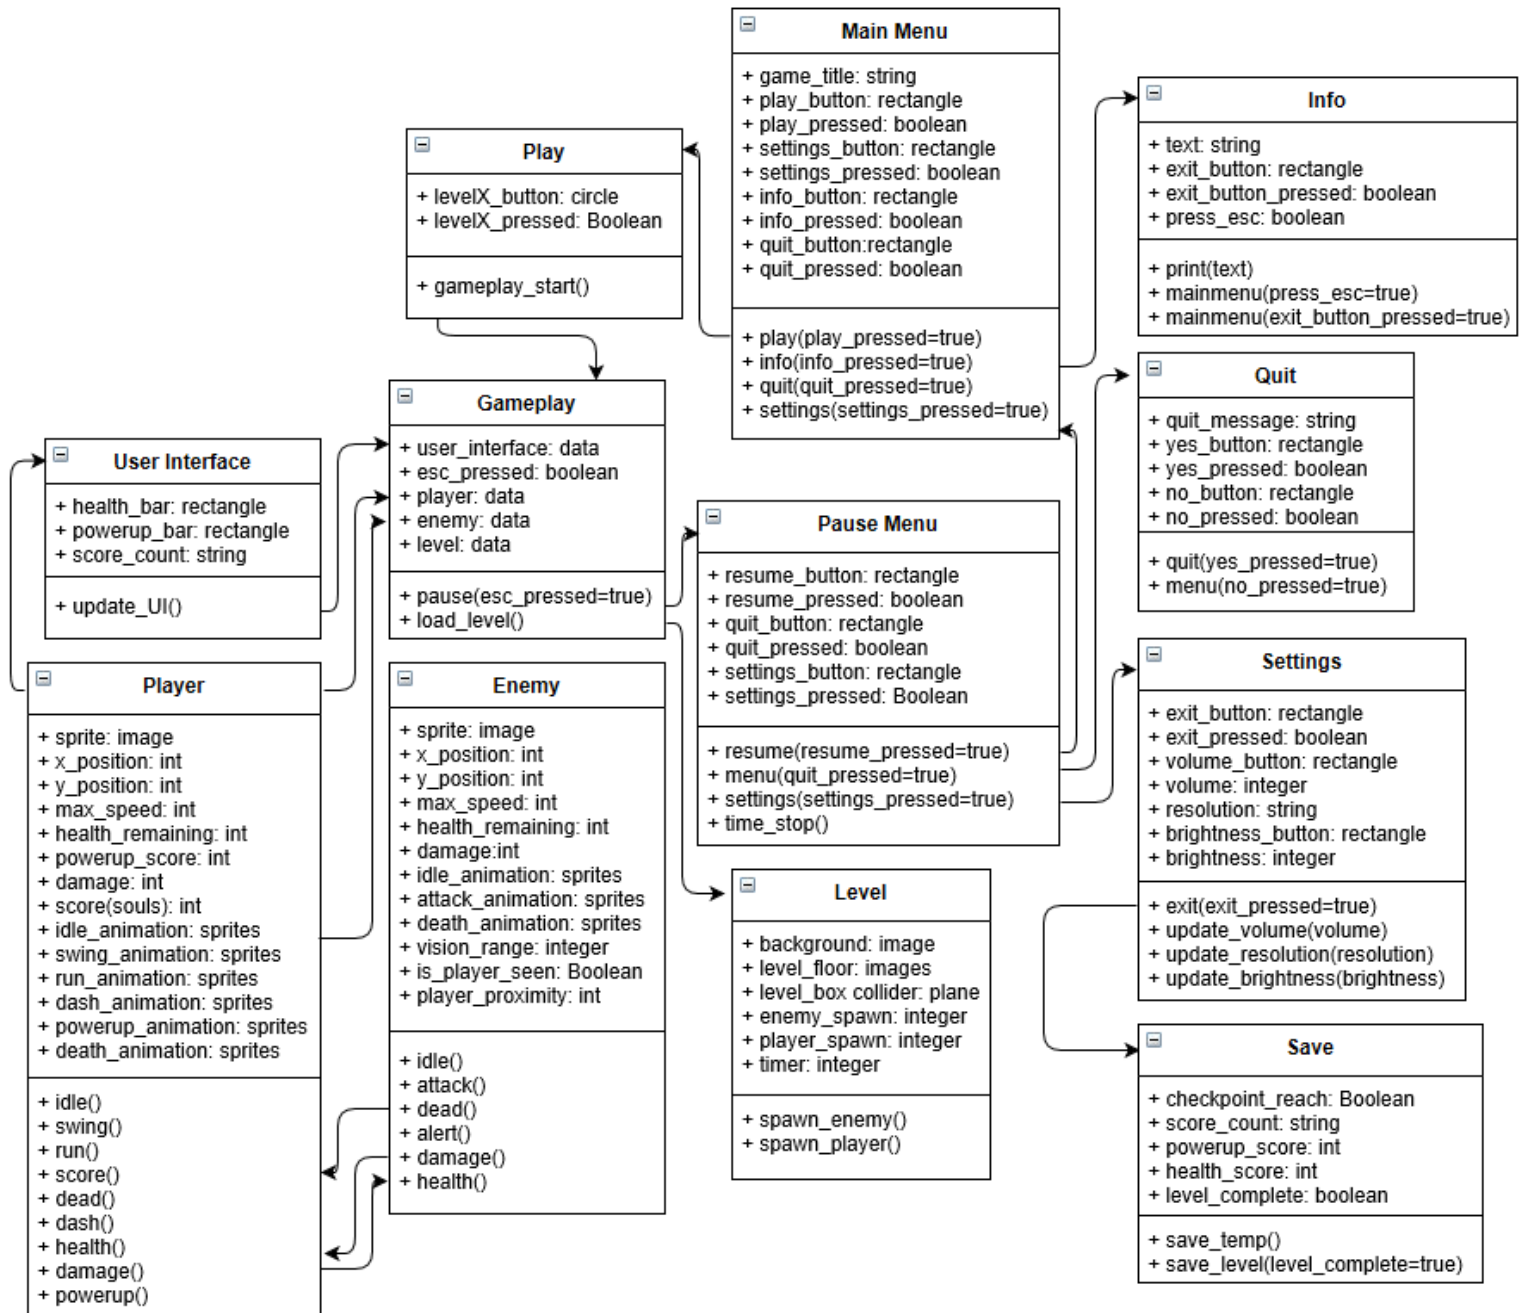 Main Menu
+ game_title: string
+ play_button: rectangle
+ play_pressed: boolean
+ settings_button: rectangle
+ settings_pressed: boolean
+ info_button: rectangle
+ info_pressed: boolean
+ quit_button:rectangle
+ quit_pressed: boolean
+ play(play_pressed=true)
+ info(info_pressed=true)
+ quit(quit_pressed=true)
+ settings(settings_pressed=true)
Info
+ text: string
+ exit_button: rectangle
+ exit_button_pressed: boolean
+ press_esc: boolean
+ print(text)
+ mainmenu(press_esc=true)
+ mainmenu(exit_button_pressed=true)
Play
+ levelX_button: circle
+ levelX_pressed: Boolean
+ gameplay_start()
Quit
+ quit_message: string
+ yes_button: rectangle
+ yes_pressed: boolean
+ no_button: rectangle
+ no_pressed: boolean
+ quit(yes_pressed=true)
+ menu(no_pressed=true)
Gameplay
+ user_interface: data
+ esc_pressed: boolean
+ player: data
+ enemy: data
+ level: data
+ pause(esc_pressed=true)
+ load_level()
User Interface
+ health_bar: rectangle
+ powerup_bar: rectangle
+ score_count: string
+ update_UI()
Pause Menu
+ resume_button: rectangle
+ resume_pressed: boolean
+ quit_button: rectangle
+ quit_pressed: boolean
+ settings_button: rectangle
+ settings_pressed: Boolean
+ resume(resume_pressed=true)
+ menu(quit_pressed=true)
+ settings(settings_pressed=true)
+ time_stop()
Settings
+ exit_button: rectangle
+ exit_pressed: boolean
+ volume_button: rectangle
+ volume: integer
+ resolution: string
+ brightness_button: rectangle
+ brightness: integer
+ exit(exit_pressed=true)
+ update_volume(volume)
+ update_resolution(resolution)
+ update_brightness(brightness)
Player
+ sprite: image
+ x_position: int
+ y_position: int
+ max_speed: int
+ health_remaining: int
+ powerup_score: int
+ damage: int
+ score(souls): int
+ idle_animation: sprites
+ swing_animation: sprites
+ run_animation: sprites
+ dash_animation: sprites
+ powerup_animation: sprites
+ death_animation: sprites
+ idle()
+ swing()
+ run()
+ score()
+ dead()
+ dash()
+ health()
+ damage()
+ powerup()
Enemy
+ sprite: image
+ x_position: int
+ y_position: int
+ max_speed: int
+ health_remaining: int
+ damage:int
+ idle_animation: sprites
+ attack_animation: sprites
+ death_animation: sprites
+ vision_range: integer
+ is_player_seen: Boolean
+ player_proximity: int
+ idle()
+ attack()
+ dead()
+ alert()
+ damage()
+ health()
Level
+ background: image
+ level_floor: images
+ level_box collider: plane
+ enemy_spawn: integer
+ player_spawn: integer
+ timer: integer
+ spawn_enemy()
+ spawn_player()
Save
+ checkpoint_reach: Boolean
+ score_count: string
+ powerup_score: int
+ health_score: int
+ level_complete: boolean
+ save_temp()
+ save_level(level_complete=true)